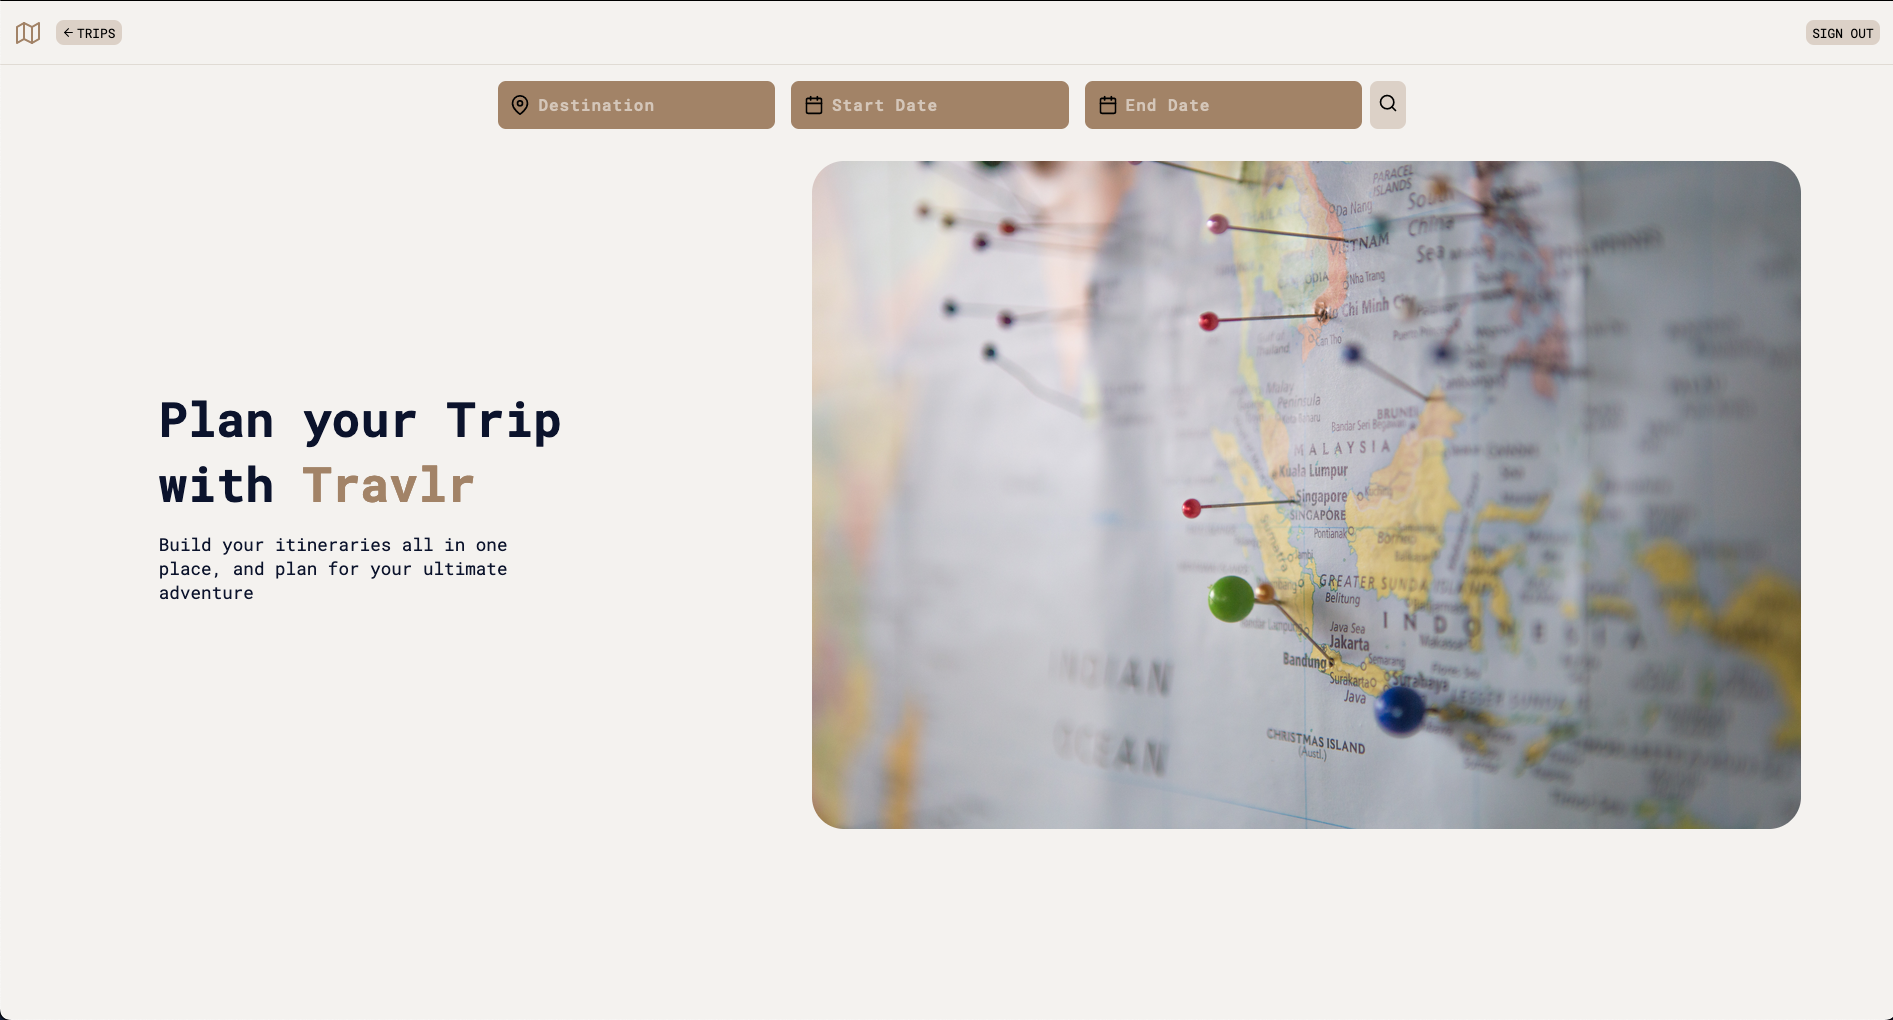 TRIPS
SIGN OUT
Destination
Start Date
End Date
Plan your Trip
with Travlr
Build your itineraries all in one
place, and plan for your ultimate
adventure
PARACEL
ISLANDS
Da Nang
South
China
Sea
VIETNAM
Nha Trang
Chi Minh City
Can Tho
Malay
Peninsula
BRUNEI
Bandar Seri Begawan
MALAYSIA
Kuala Lumpur
Singapore
SINGAPORE
Kuching
Pontianak
Borneo
GREATER SUNDA ISLANDS
Belitung
INDONESIA
Java Sea
Jakarta
Bandung
Semarang
Surakarta
Surabaya
Java
INDIAN
OCEAN
CHRISTMAS ISLAND
(Austl.)